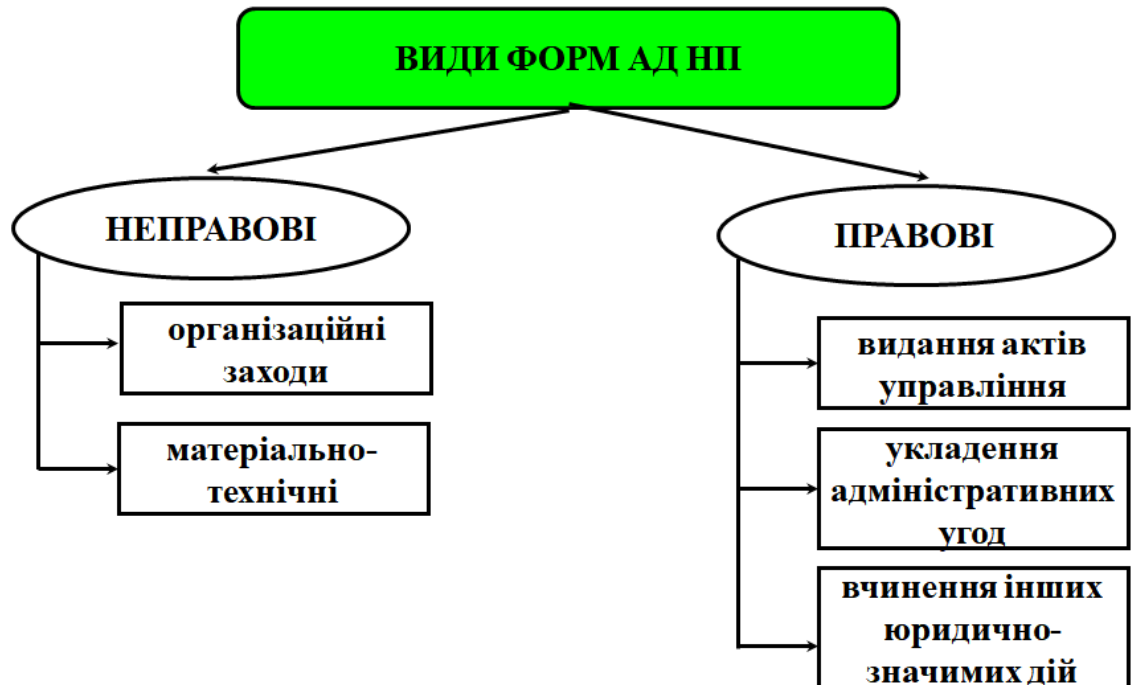 ВИДИ ФОРМ АД НП
НЕПРАВОВІ
організаційні
заходи
матеріально-
технічні
ПРАВОВІ
видання актів
управління
укладення
адміністративних
угод
вчинення інших
юридично-
значимих дій